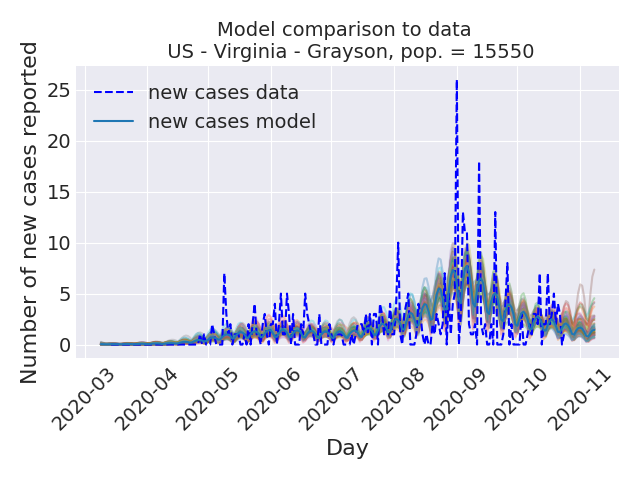 Model comparison to data
US - Virginia - Grayson, pop. = 15550
Number of new cases reported
25
20
15
10
5
0
new cases data
new cases model
2020-03
2020-04
2020-05
2020-06
2020-07
2020-08
2020-09
2020-10
2020-11
Day